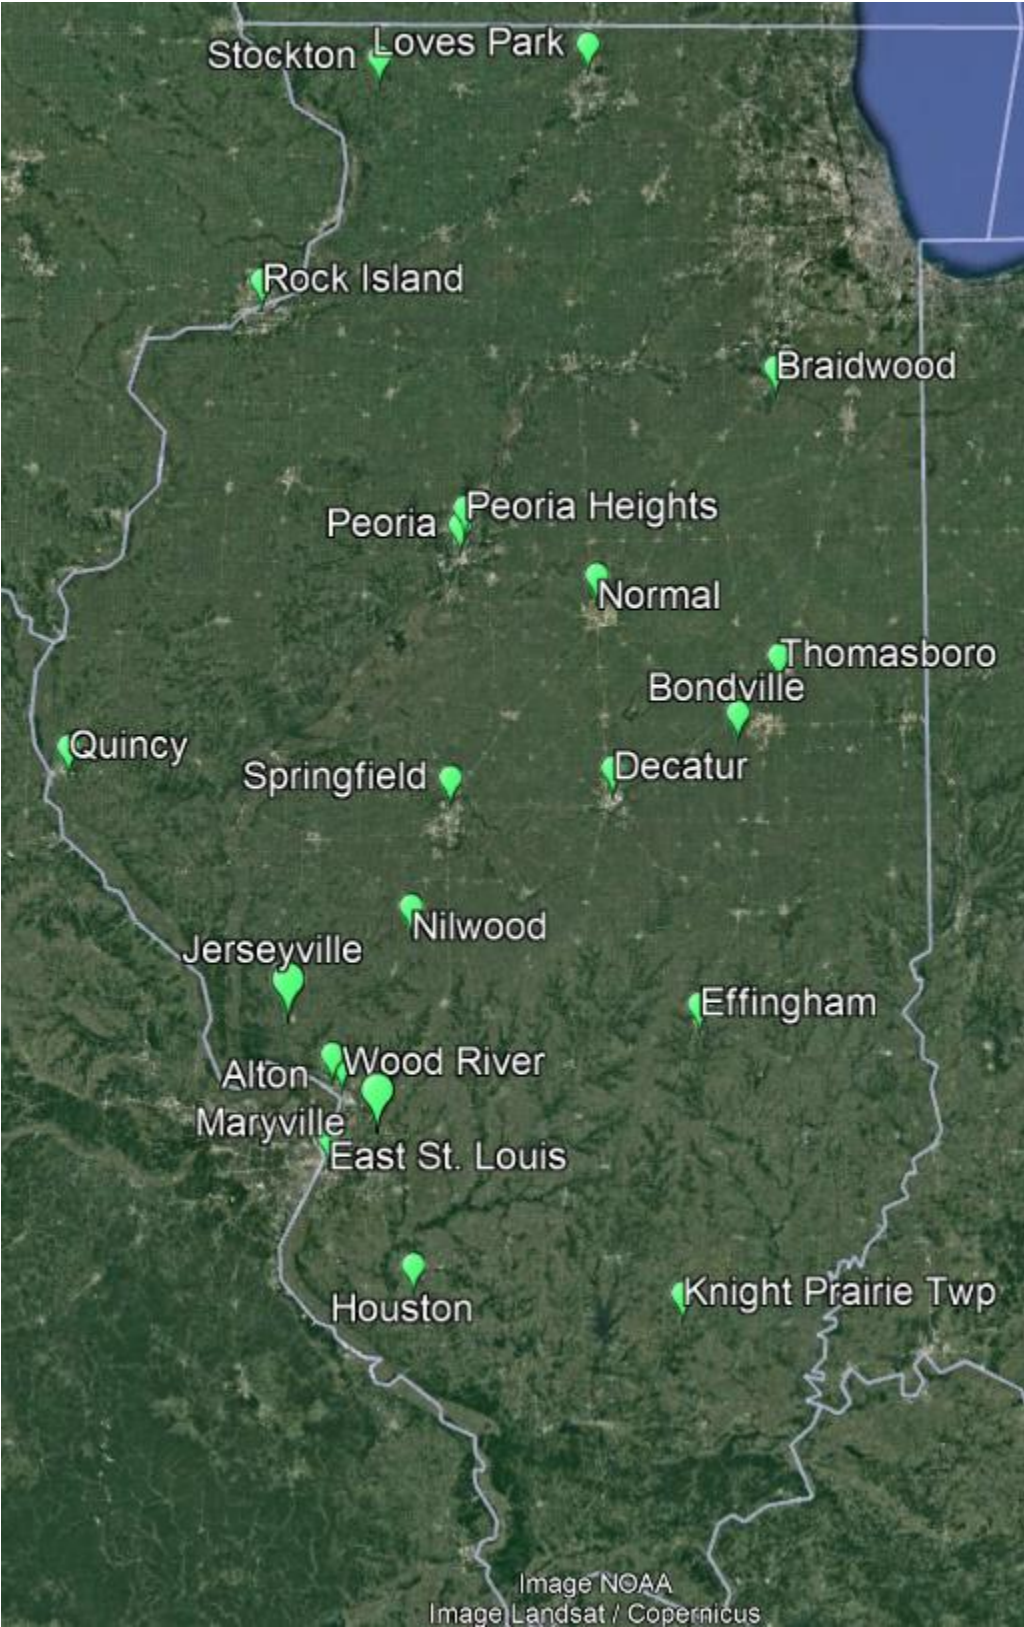 Stockton
Loves Park
Rock Island
Braidwood
Peoria Heights
Peoria
Normal
Thomasboro
Bondville
Quincy
Springfield
Decatur
Nilwood
Jerseyville
Effingham
Wood River
Alton
Maryville
East St. Louis
Knight Prairie Twp
Houston
Image NOAA
Image Landsat / Copernicus